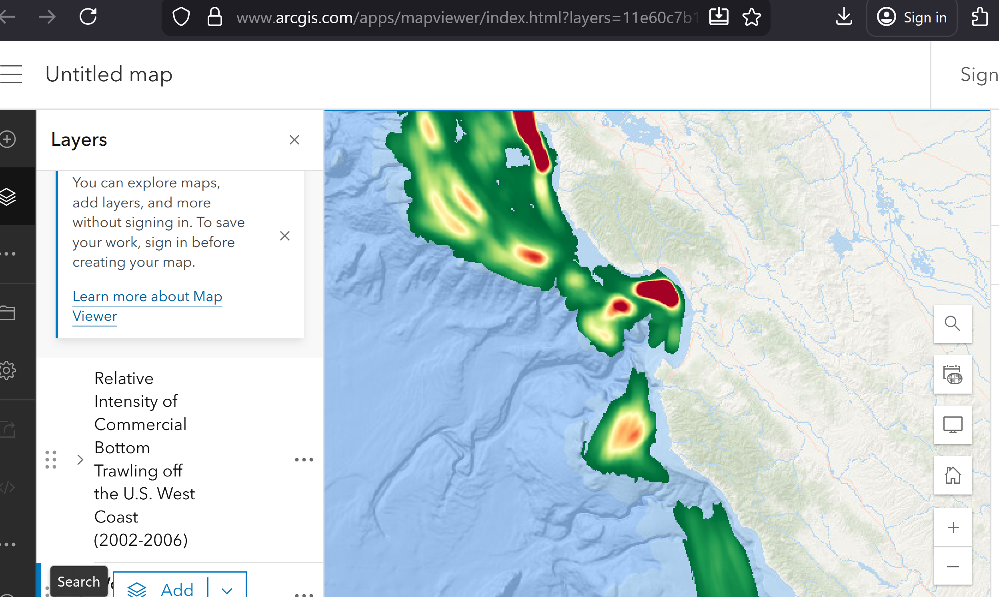 www.arcgis.com/apps/mapviewer/index.html?layers=11e60c7b1
Sign in
Untitled map
Sign
Layers
You can explore maps,
add layers, and more
without signing in. To save
your work, sign in before
creating your map.
Learn more about Map
Viewer
Relative
Intensity of
Commercial
Bottom
Trawling off
the U.S. West
Coast
(2002-2006)
Search
Add